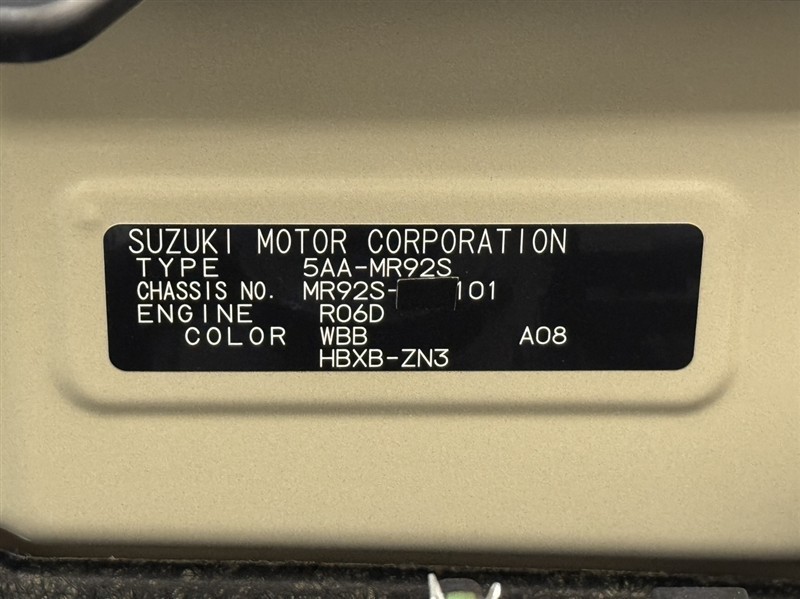 SUZUKI MOTOR CORPORATION
TYPE 5AA-MR92S
CHASSIS NO. MR92S- 101
ENGINE R06D
COLOR WBB A08
HBXB-ZN3